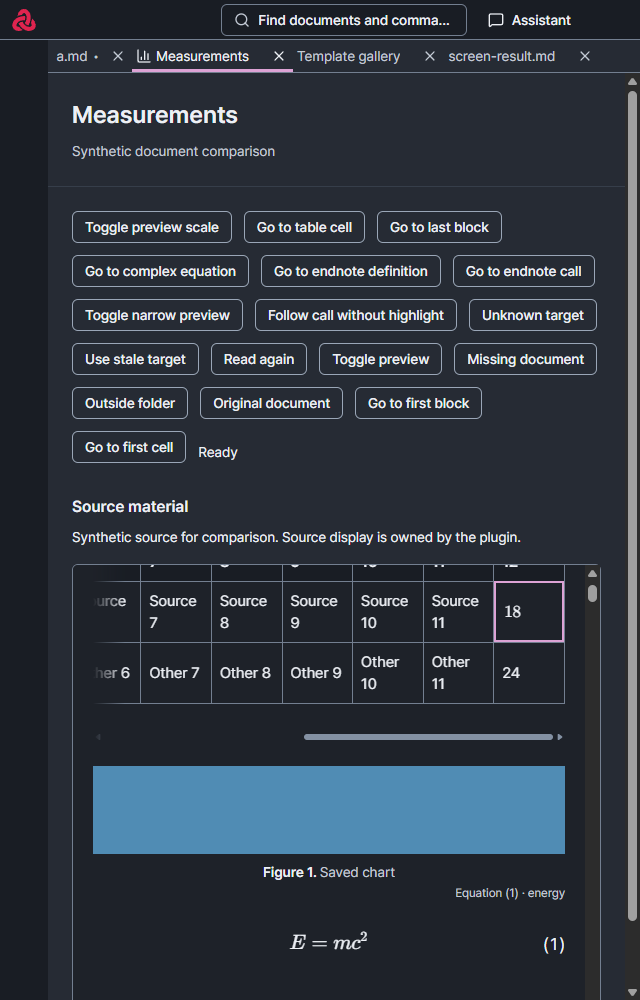 Find documents and comma... Assistant
a.md • Measurements Template gallery screen-result.md
Measurements
Synthetic document comparison
Toggle preview scale Go to table cell Go to last block
Go to complex equation Go to endnote definition Go to endnote call
Toggle narrow preview Follow call without highlight Unknown target
Use stale target Read again Toggle preview Missing document
Outside folder Original document Go to first block
Go to first cell Ready
Source material
Synthetic source for comparison. Source display is owned by the plugin.
Source Source Source Source Source 18
7 8 9 10 11
Other 7 Other 8 Other 9 Other Other 24
10 11
Figure 1. Saved chart
Equation (1) · energy
E = mc² (1)